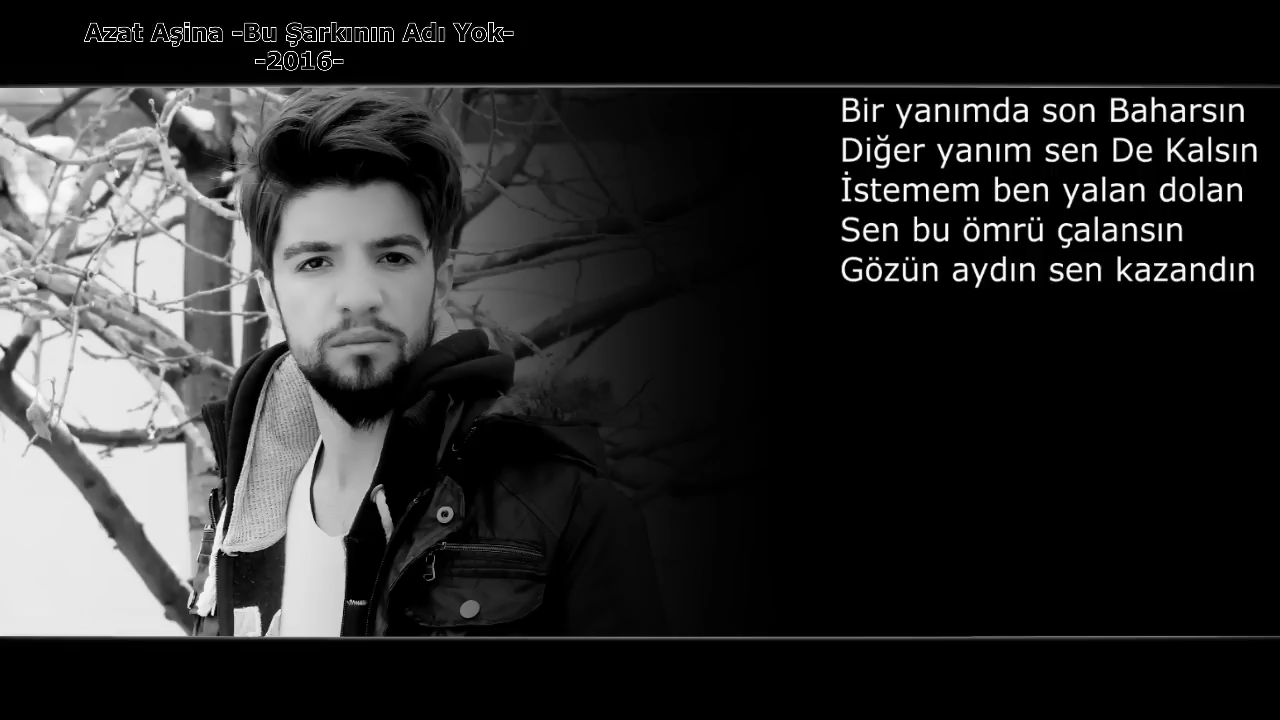 Azat Aşina -Bu Şarkının Adı Yok-
-2016-
Bir yanımda son Baharsın
Diğer yanım sen De Kalsın
İstemem ben yalan dolan
Sen bu ömrü çalansın
Gözün aydın sen kazandın